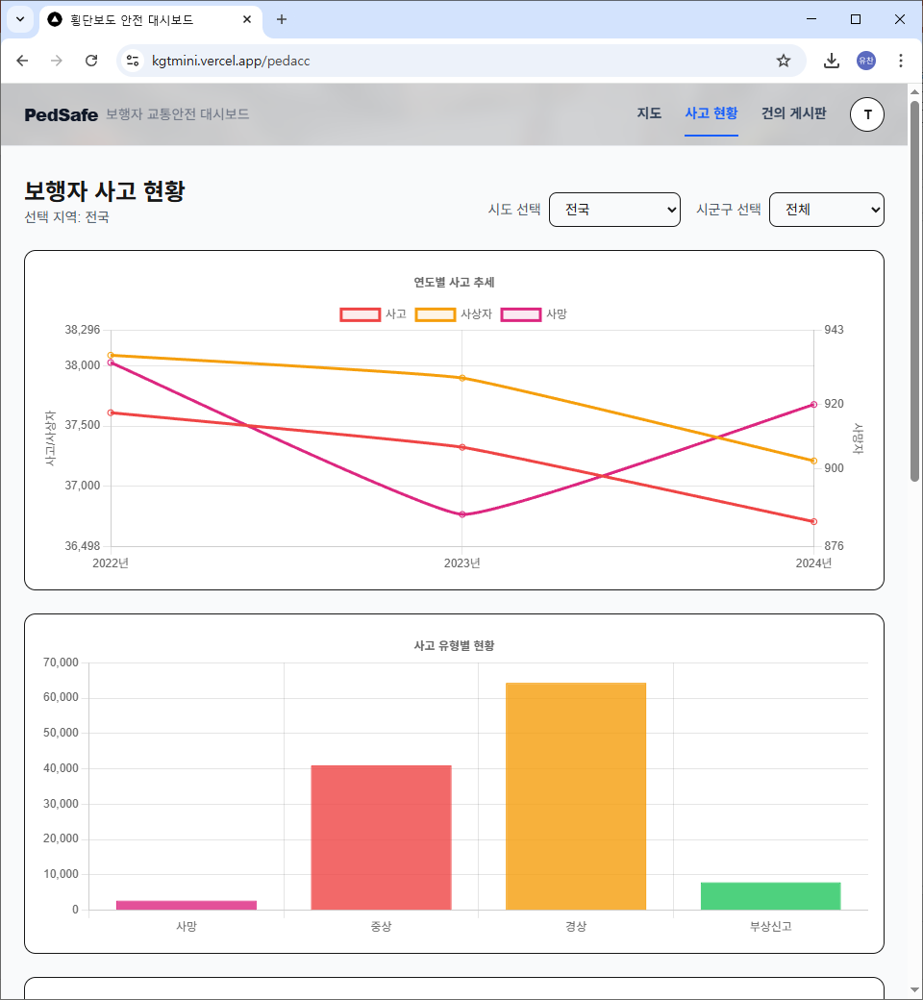 횡단보도 안전 대시보드
kgtmini.vercel.app/pedacc
유찬
PedSafe 보행자 교통안전 대시보드
지도 사고 현황 건의 게시판 T
보행자 사고 현황
선택 지역: 전국
시도 선택 전국 시군구 선택 전체
연도별 사고 추세
사고 사상자 사망
38,296 943
38,000
920
37,500
900
37,000
36,498 876
사고/사상자
사망자
2022년 2023년 2024년
사고 유형별 현황
70,000
60,000
50,000
40,000
30,000
20,000
10,000
0
사망 중상 경상 부상신고